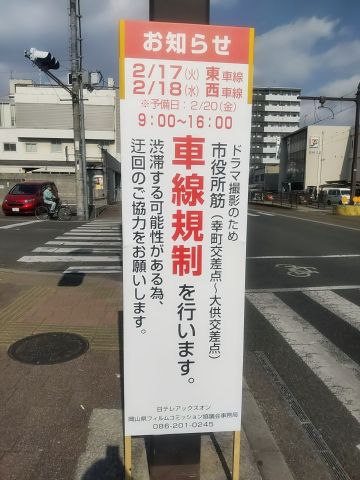 お知らせ
2/17(火) 東車線
2/18(水) 西車線
※予備日：2/20(金)
9:00〜16:00
ドラマ撮影のため
市役所筋(幸町交差点〜大供交差点)
車線規制を行います。
渋滞する可能性がある為、
迂回のご協力をお願いします。
日テレアックスオン
岡山県フィルムコミッション協議会事務局
086-201-0245